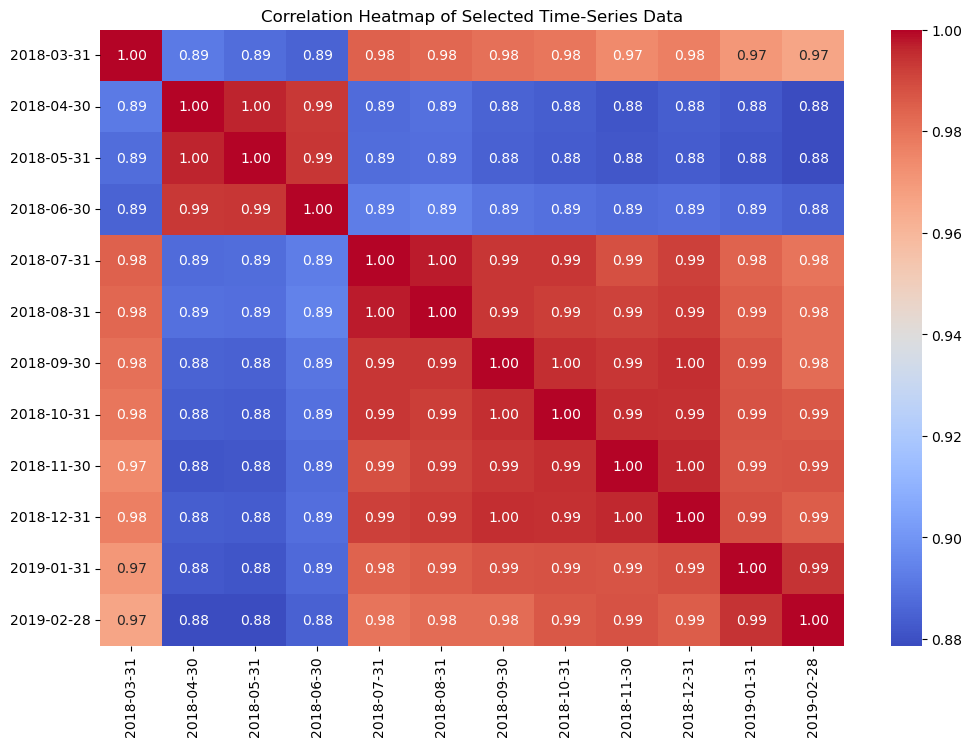 Correlation Heatmap of Selected Time-Series Data
2018-03-31 1.00 0.89 0.89 0.89 0.98 0.98 0.98 0.98 0.97 0.98 0.97 0.97
2018-04-30 0.89 1.00 1.00 0.99 0.89 0.89 0.88 0.88 0.88 0.88 0.88 0.88
2018-05-31 0.89 1.00 1.00 0.99 0.89 0.89 0.88 0.88 0.88 0.88 0.88 0.88
2018-06-30 0.89 0.99 0.99 1.00 0.89 0.89 0.89 0.89 0.89 0.89 0.89 0.88
2018-07-31 0.98 0.89 0.89 0.89 1.00 1.00 0.99 0.99 0.99 0.99 0.98 0.98
2018-08-31 0.98 0.89 0.89 0.89 1.00 1.00 0.99 0.99 0.99 0.99 0.99 0.98
2018-09-30 0.98 0.88 0.88 0.89 0.99 0.99 1.00 1.00 0.99 1.00 0.99 0.98
2018-10-31 0.98 0.88 0.88 0.89 0.99 0.99 1.00 1.00 0.99 0.99 0.99 0.99
2018-11-30 0.97 0.88 0.88 0.89 0.99 0.99 0.99 0.99 1.00 1.00 0.99 0.99
2018-12-31 0.98 0.88 0.88 0.89 0.99 0.99 1.00 0.99 1.00 1.00 0.99 0.99
2019-01-31 0.97 0.88 0.88 0.89 0.98 0.99 0.99 0.99 0.99 0.99 1.00 0.99
2019-02-28 0.97 0.88 0.88 0.88 0.98 0.98 0.98 0.99 0.99 0.99 0.99 1.00
2018-03-31
2018-04-30
2018-05-31
2018-06-30
2018-07-31
2018-08-31
2018-09-30
2018-10-31
2018-11-30
2018-12-31
2019-01-31
2019-02-28
1.00
0.98
0.96
0.94
0.92
0.90
0.88